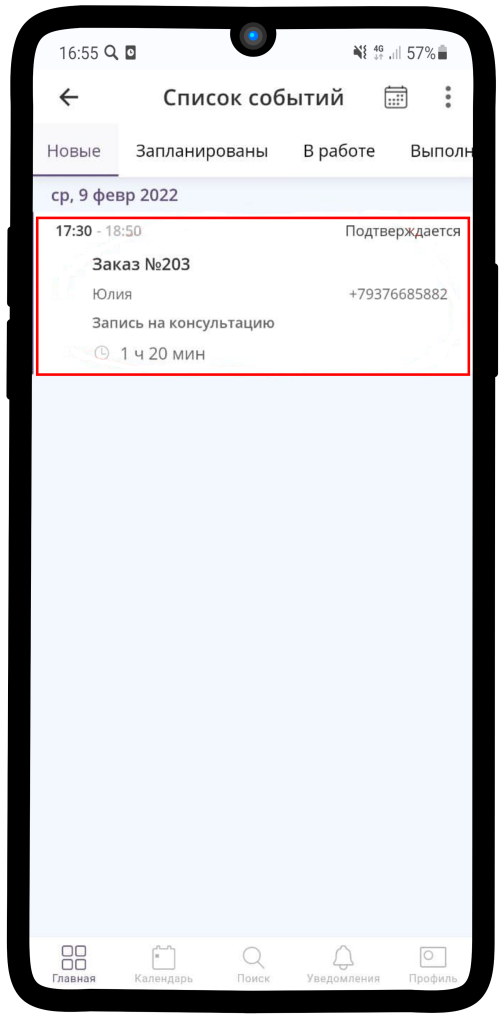 16:55 4G 57%
Список событий
Новые Запланированы В работе Выполн
ср, 9 февр 2022
17:30 - 18:50 Подтверждается
Заказ №203
Юлия +79376685882
Запись на консультацию
1 ч 20 мин
Главная Календарь Поиск Уведомления Профиль